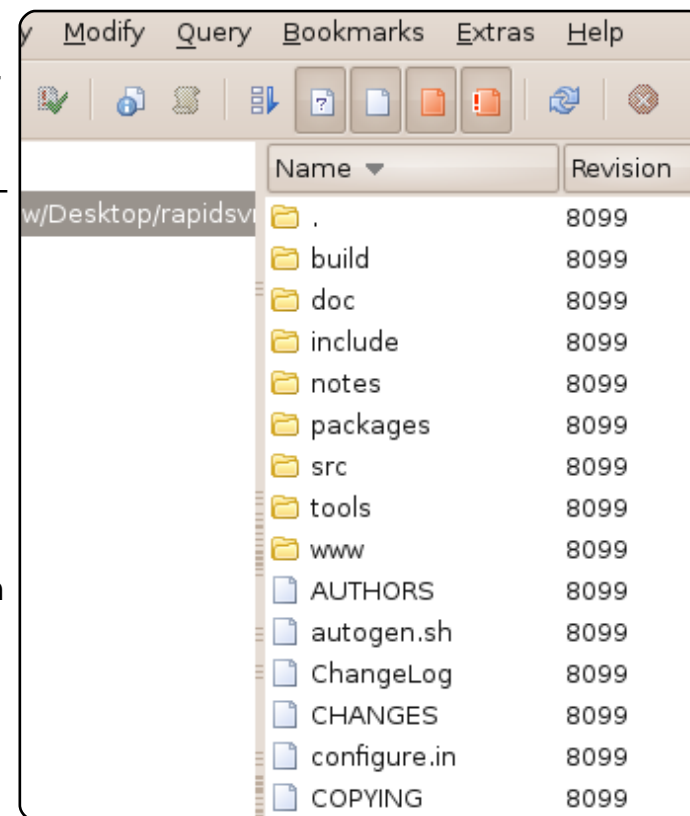 y Modify Query Bookmarks Extras Help
Name Revision
w/Desktop/rapidsv
. 8099
build 8099
doc 8099
include 8099
notes 8099
packages 8099
src 8099
tools 8099
www 8099
AUTHORS 8099
autogen.sh 8099
ChangeLog 8099
CHANGES 8099
configure.in 8099
COPYING 8099